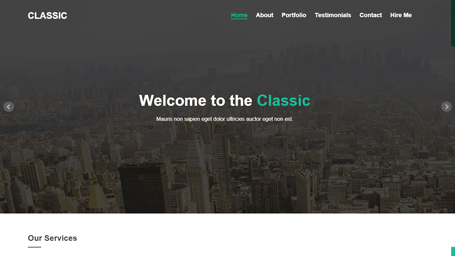 CLASSIC
Home About Portfolio Testimonials Contact Hire Me
Welcome to the Classic
Mauris non sapien eget dolor ultricies auctor eget non est.
Our Services